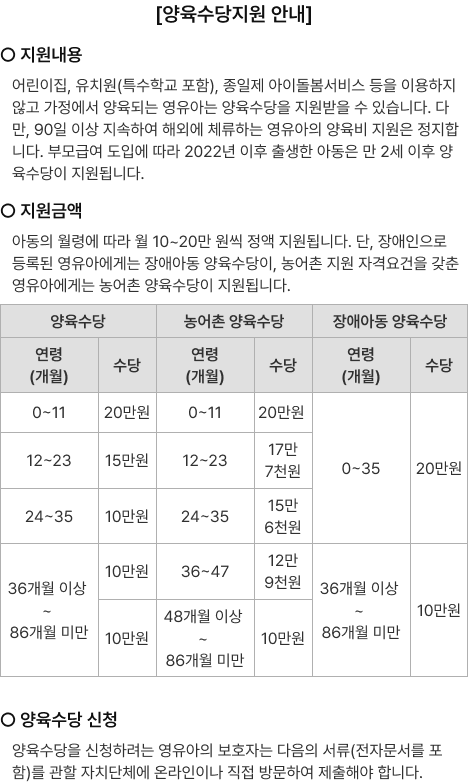 [양육수당지원 안내]
○ 지원내용
어린이집, 유치원(특수학교 포함), 종일제 아이돌봄서비스 등을 이용하지
않고 가정에서 양육되는 영유아는 양육수당을 지원받을 수 있습니다. 다
만, 90일 이상 지속하여 해외에 체류하는 영유아의 양육비 지원은 정지합
니다. 부모급여 도입에 따라 2022년 이후 출생한 아동은 만 2세 이후 양
육수당이 지원됩니다.
○ 지원금액
아동의 월령에 따라 월 10~20만 원씩 정액 지원됩니다. 단, 장애인으로
등록된 영유아에게는 장애아동 양육수당이, 농어촌 지원 자격요건을 갖춘
영유아에게는 농어촌 양육수당이 지원됩니다.
양육수당 농어촌 양육수당 장애아동 양육수당
연령 수당 연령 수당 연령 수당
(개월) (개월) (개월)
0~11 20만원 0~11 20만원 0~35 20만원
12~23 15만원 12~23 17만
7천원
24~35 10만원 24~35 15만
6천원
36개월 이상 10만원 36~47 12만 36개월 이상 10만원
9천원
~ ~
86개월 미만 10만원 48개월 이상 10만원 86개월 미만
~
86개월 미만
○ 양육수당 신청
양육수당을 신청하려는 영유아의 보호자는 다음의 서류(전자문서를 포
함)를 관할 자치단체에 온라인이나 직접 방문하여 제출해야 합니다.